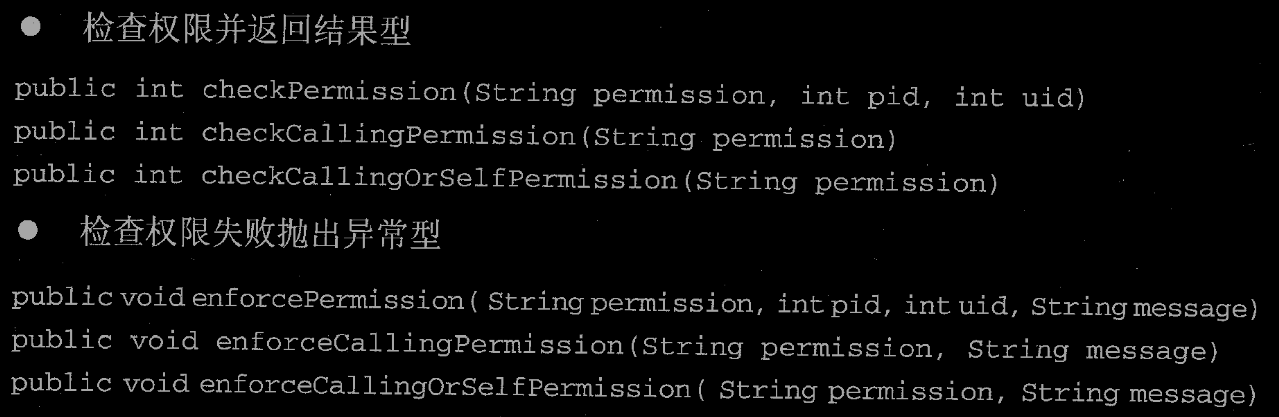 ● 检查权限并返回结果型
public int checkPermission(String permission, int pid, int uid)
public int checkCallingPermission(String permission)
public int checkCallingOrSelfPermission(String permission)
● 检查权限失败抛出异常型
public void enforcePermission( String permission, int pid, int uid, String message)
public void enforceCallingPermission(String permission, String message)
public void enforceCallingOrSelfPermission( String permission, String message)